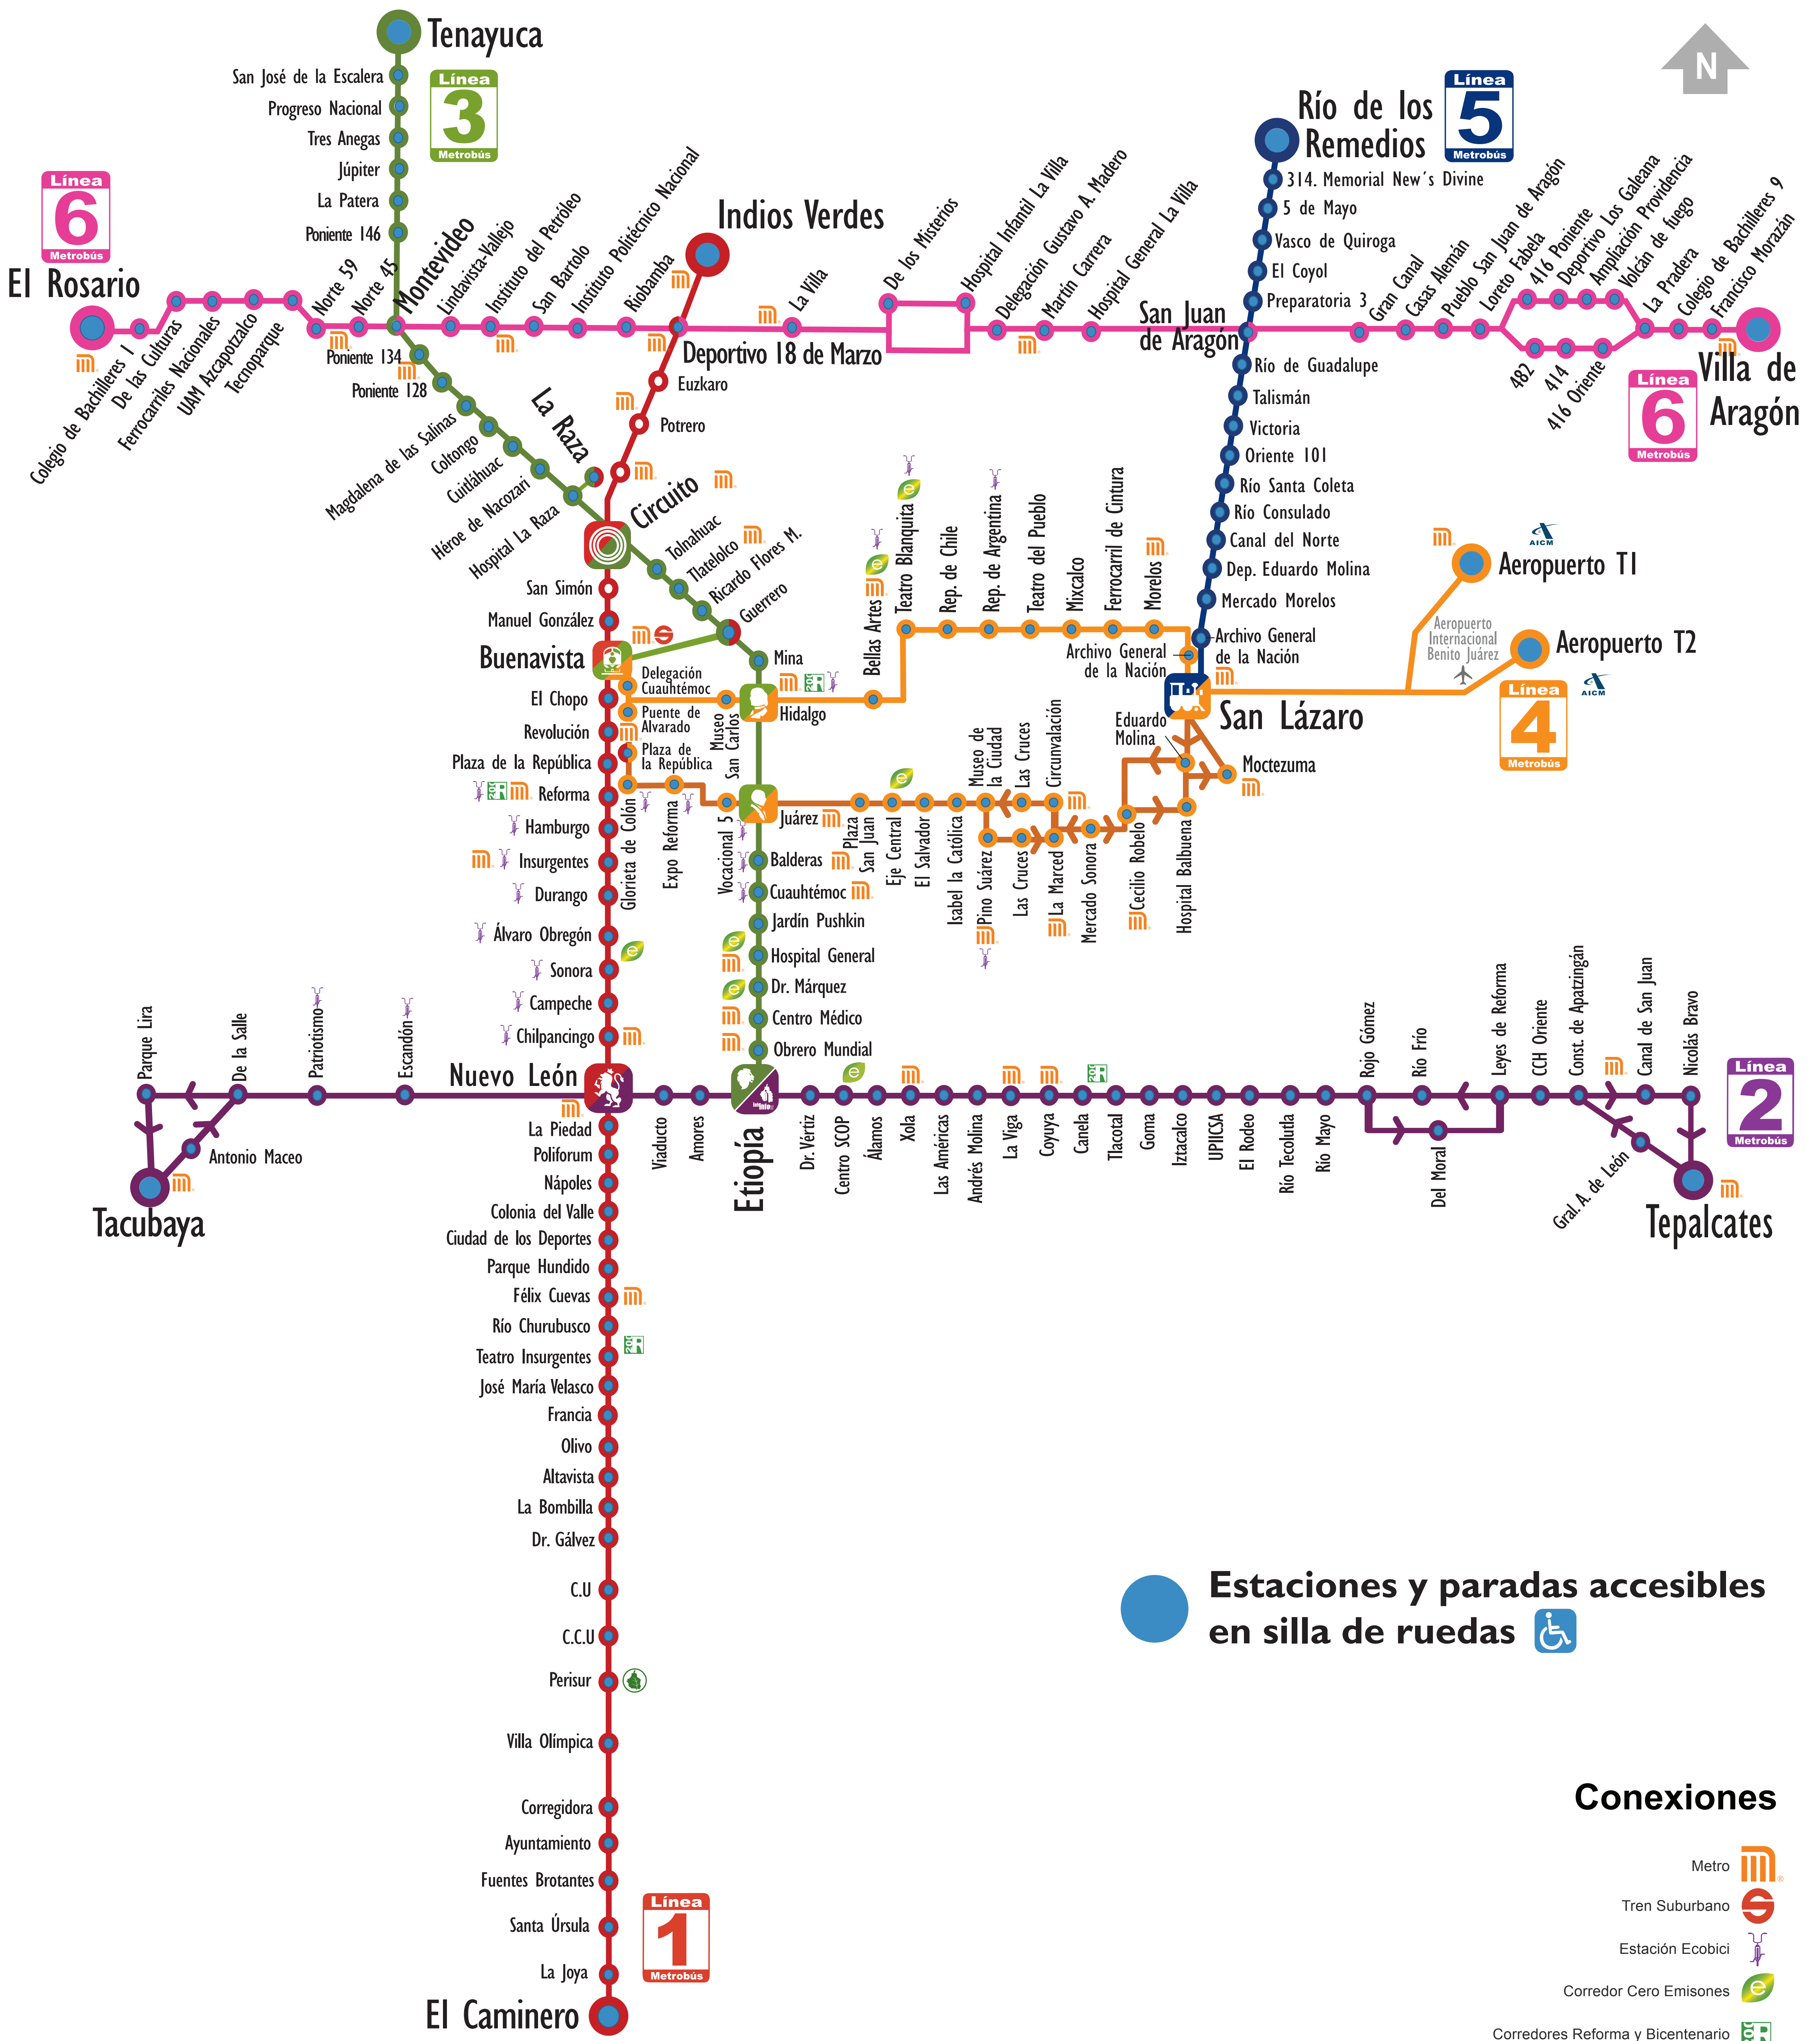 Tenayuca
San José de la Escalera
Progreso Nacional
Tres Anegas
Júpiter
La Patera
Poniente 146
Línea
3
Metrobús
Línea
6
Metrobús
El Rosario
Colegio de Bachilleres 1
De las Culturas
Ferrocarriles Nacionales
UAM Azcapotzalco
Tecnoparque
Norte 59
Norte 45
Montevideo
Lindavista-Vallejo
Instituto del Petróleo
San Bartolo
Instituto Politécnico Nacional
Riobamba
Indios Verdes
Deportivo 18 de Marzo
La Villa
De los Misterios
Hospital Infantil La Villa
Delegación Gustavo A. Madero
Martín Carrera
Hospital General La Villa
San Juan
de Aragón
Gran Canal
Casas Alemán
Pueblo San Juan de Aragón
Loreto Fabela
416 Poniente
Deportivo Los Galeana
Ampliación Providencia
Volcán de fuego
La Pradera
Colegio de Bachilleres 9
Francisco Morazán
482
414
416 Oriente
Villa de
Aragón
Línea
6
Metrobús
N
Río de los
Remedios
Línea
5
Metrobús
314. Memorial New´s Divine
5 de Mayo
Vasco de Quiroga
El Coyol
Preparatoria 3
Río de Guadalupe
Talismán
Victoria
Oriente 101
Río Santa Coleta
Río Consulado
Canal del Norte
Dep. Eduardo Molina
Mercado Morelos
Archivo General
de la Nación
Archivo General
de la Nación
San Lázaro
Poniente 134
Poniente 128
Magdalena de las Salinas
Coltongo
Cuitláhuac
Héroe de Nacozari
Hospital La Raza
La Raza
Euzkaro
Potrero
Circuito
Tolnahuac
Tlatelolco
Ricardo Flores M.
Guerrero
Mina
Hidalgo
San Simón
Manuel González
Buenavista
El Chopo
Revolución
Plaza de la República
Reforma
Hamburgo
Insurgentes
Durango
Álvaro Obregón
Sonora
Campeche
Chilpancingo
Nuevo León
Delegación
Cuauhtémoc
Puente de
Alvarado
Plaza de
la República
Glorieta de Colón
Expo Reforma
Vocacional 5
Museo
San Carlos
Bellas Artes
Teatro Blanquita
Rep. de Chile
Rep. de Argentina
Teatro del Pueblo
Mixcalco
Ferrocarril de Cintura
Morelos
Juárez
Balderas
Cuauhtémoc
Jardín Pushkin
Hospital General
Dr. Márquez
Centro Médico
Obrero Mundial
Etiopía
Plaza
San Juan
Eje Central
El Salvador
Isabel la Católica
Museo de
la Ciudad
Las Cruces
Circunvalación
Pino Suárez
Las Cruces
La Marced
Mercado Sonora
Cecilio Robelo
Hospital Balbuena
Eduardo
Molina
Moctezuma
Aeropuerto T1
AICM
Aeropuerto
Internacional
Benito Juárez
Aeropuerto T2
AICM
Línea
4
Metrobús
Parque Lira
De la Salle
Patriotismo
Escandón
Antonio Maceo
Tacubaya
Viaducto
Amores
Dr. Vértiz
Centro SCOP
Álamos
Xola
Las Américas
Andrés Molina
La Viga
Coyuya
Canela
Tlacotal
Goma
Iztacalco
UPIICSA
El Rodeo
Río Tecolutla
Río Mayo
Rojo Gómez
Río Frío
Del Moral
Leyes de Reforma
CCH Oriente
Const. de Apatzingán
Canal de San Juan
Nicolás Bravo
Gral. A. de León
Tepalcates
Línea
2
Metrobús
La Piedad
Poliforum
Nápoles
Colonia del Valle
Ciudad de los Deportes
Parque Hundido
Félix Cuevas
Río Churubusco
Teatro Insurgentes
José María Velasco
Francia
Olivo
Altavista
La Bombilla
Dr. Gálvez
C.U
C.C.U
Perisur
Villa Olímpica
Corregidora
Ayuntamiento
Fuentes Brotantes
Santa Úrsula
La Joya
El Caminero
Línea
1
Metrobús
Estaciones y paradas accesibles
en silla de ruedas
Conexiones
Metro
Tren Suburbano
Estación Ecobici
Corredor Cero Emisones
Corredores Reforma y Bicentenario